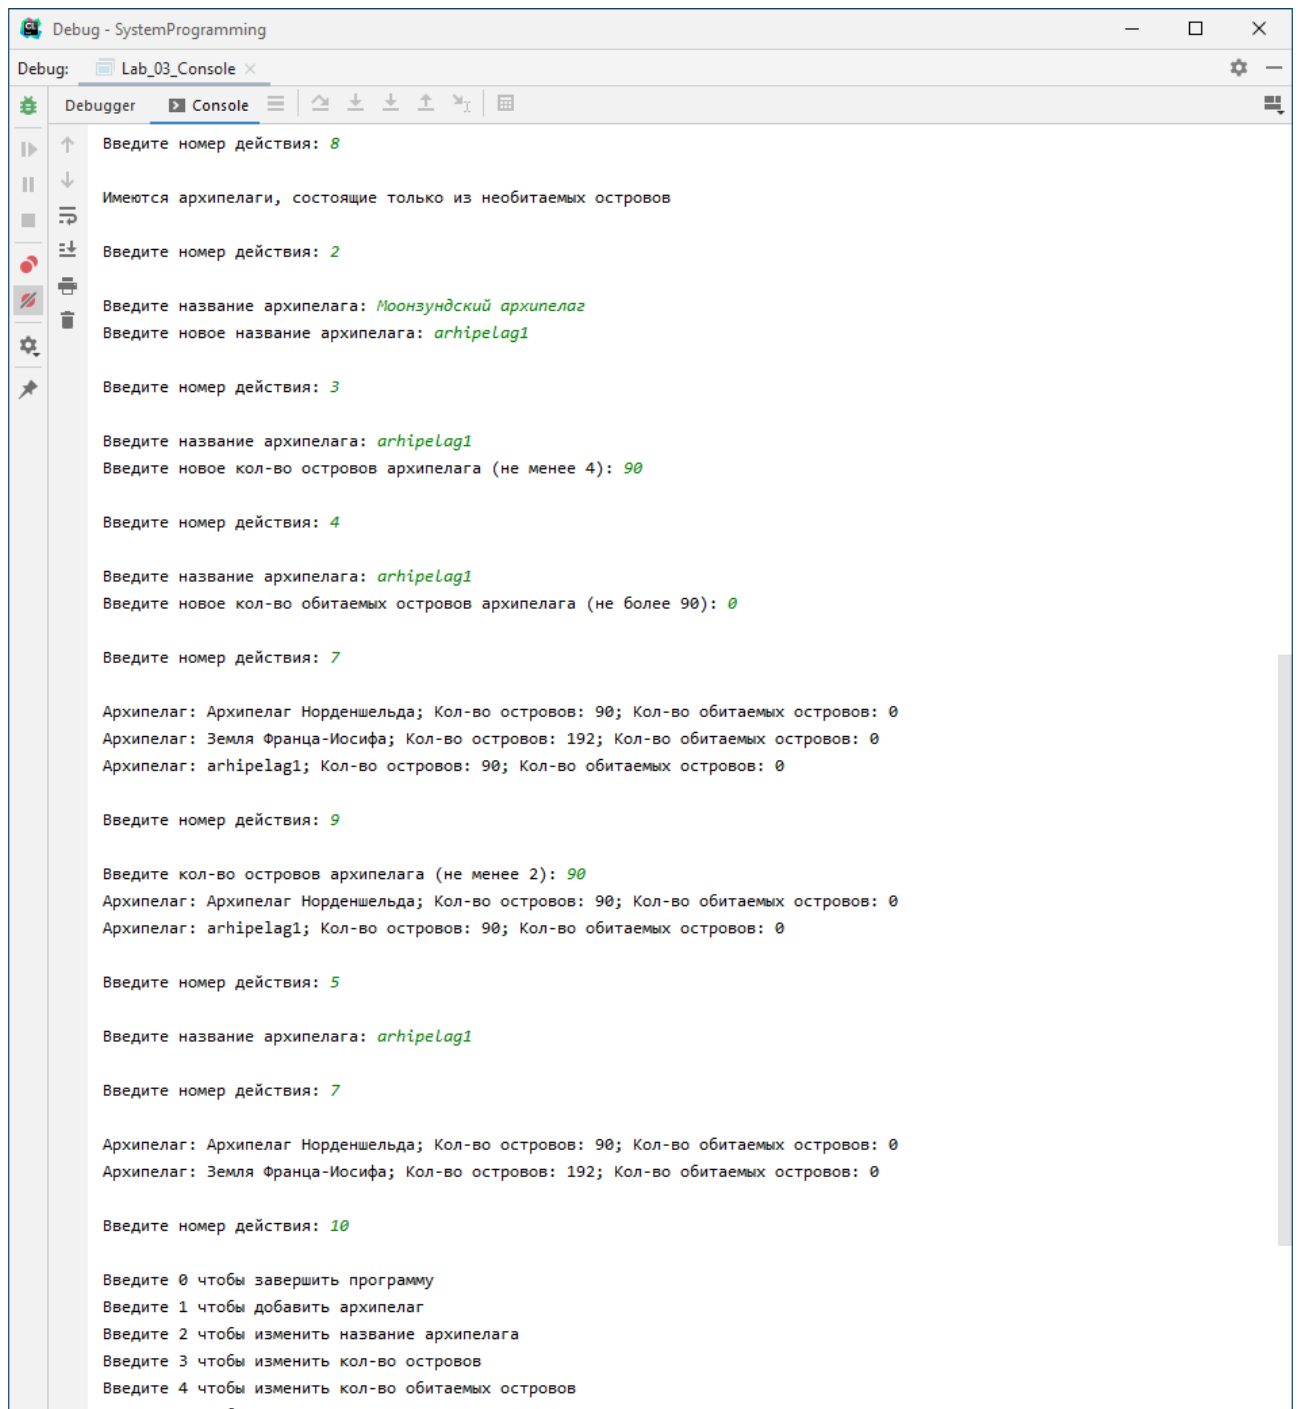 Debug - SystemProgramming
Debug: Lab_03_Console
Debugger Console
Введите номер действия: 8
Имеются архипелаги, состоящие только из необитаемых островов
Введите номер действия: 2
Введите название архипелага: Моонзундский архипелаг
Введите новое название архипелага: arhipelag1
Введите номер действия: 3
Введите название архипелага: arhipelag1
Введите новое кол-во островов архипелага (не менее 4): 90
Введите номер действия: 4
Введите название архипелага: arhipelag1
Введите новое кол-во обитаемых островов архипелага (не более 90): 0
Введите номер действия: 7
Архипелаг: Архипелаг Норденшельда; Кол-во островов: 90; Кол-во обитаемых островов: 0
Архипелаг: Земля Франца-Иосифа; Кол-во островов: 192; Кол-во обитаемых островов: 0
Архипелаг: arhipelag1; Кол-во островов: 90; Кол-во обитаемых островов: 0
Введите номер действия: 9
Введите кол-во островов архипелага (не менее 2): 90
Архипелаг: Архипелаг Норденшельда; Кол-во островов: 90; Кол-во обитаемых островов: 0
Архипелаг: arhipelag1; Кол-во островов: 90; Кол-во обитаемых островов: 0
Введите номер действия: 5
Введите название архипелага: arhipelag1
Введите номер действия: 7
Архипелаг: Архипелаг Норденшельда; Кол-во островов: 90; Кол-во обитаемых островов: 0
Архипелаг: Земля Франца-Иосифа; Кол-во островов: 192; Кол-во обитаемых островов: 0
Введите номер действия: 10
Введите 0 чтобы завершить программу
Введите 1 чтобы добавить архипелаг
Введите 2 чтобы изменить название архипелага
Введите 3 чтобы изменить кол-во островов
Введите 4 чтобы изменить кол-во обитаемых островов